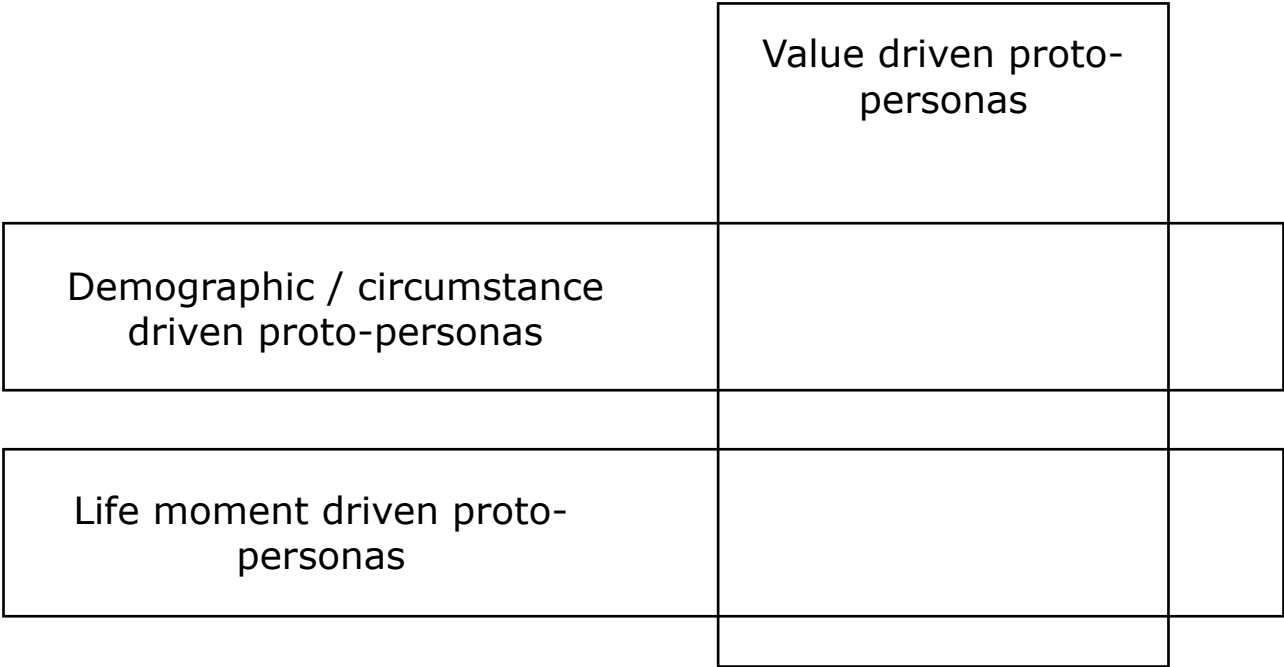 Value driven proto-
personas
Demographic / circumstance
driven proto-personas
Life moment driven proto-
personas